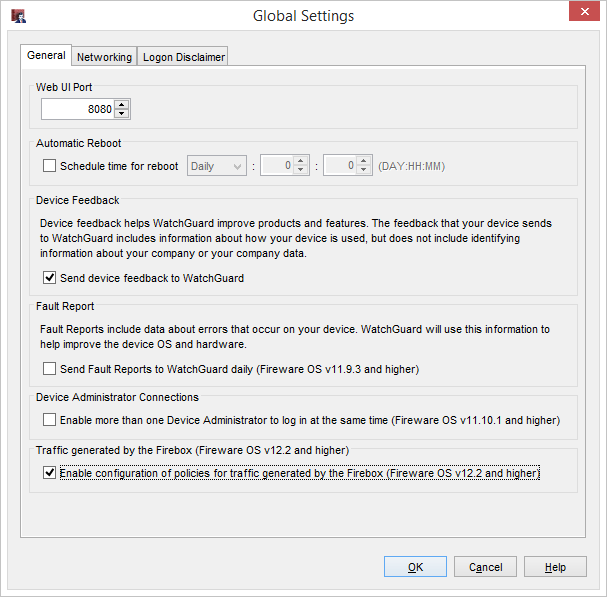 Global Settings
General Networking Logon Disclaimer
Web UI Port
8080
Automatic Reboot
Schedule time for reboot Daily : 0 : 0 (DAY:HH:MM)
Device Feedback
Device feedback helps WatchGuard improve products and features. The feedback that your device sends
to WatchGuard includes information about how your device is used, but does not include identifying
information about your company or your company data.
Send device feedback to WatchGuard
Fault Report
Fault Reports include data about errors that occur on your device. WatchGuard will use this information to
help improve the device OS and hardware.
Send Fault Reports to WatchGuard daily (Fireware OS v11.9.3 and higher)
Device Administrator Connections
Enable more than one Device Administrator to log in at the same time (Fireware OS v11.10.1 and higher)
Traffic generated by the Firebox (Fireware OS v12.2 and higher)
Enable configuration of policies for traffic generated by the Firebox (Fireware OS v12.2 and higher)
OK Cancel Help